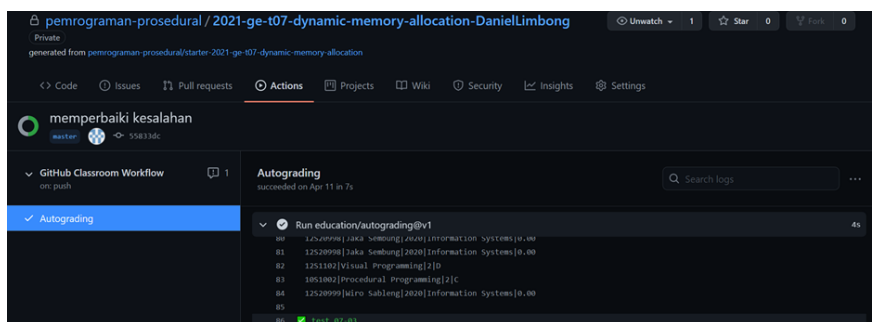 pemrograman-prosedural / 2021-ge-t07-dynamic-memory-allocation-DanielLimbong
Unwatch 1 Star 0 Fork 0
Private
generated from pemrograman-prosedural/starter-2021-ge-t07-dynamic-memory-allocation
<> Code Issues Pull requests Actions Projects Wiki Security Insights Settings
memperbaiki kesalahan
master 55833dc
GitHub Classroom Workflow 1
on: push
Autograding
Autograding
succeeded on Apr 11 in 7s
Search logs
Run education/autograding@v1 4s
80 12S20998|Jaka Sembung|2020|Information Systems|0.00
81 12S20998|Jaka Sembung|2020|Information Systems|0.00
82 12S1102|Visual Programming|2|D
83 10S1002|Procedural Programming|2|C
84 12S20999|Wiro Sableng|2020|Information Systems|0.00
85
86 ✅ test 07-03